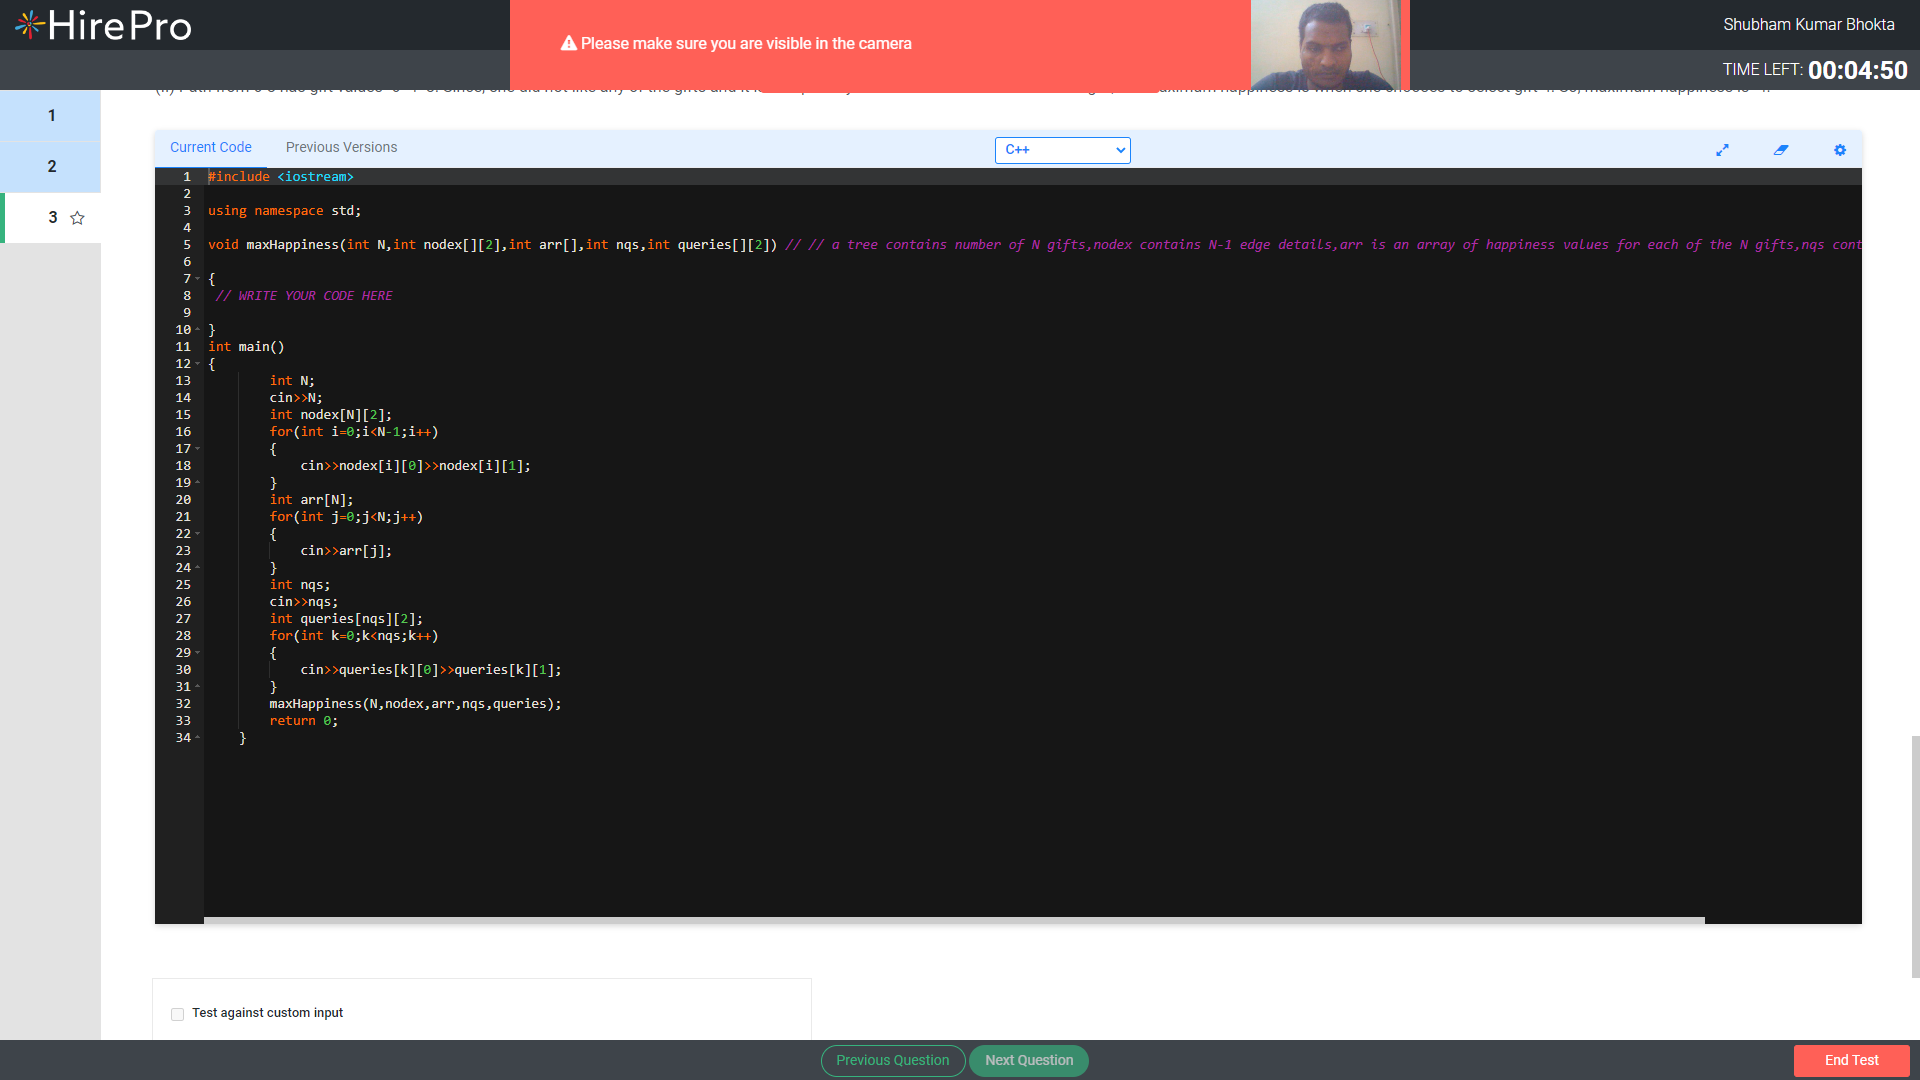 HirePro
Please make sure you are visible in the camera
Shubham Kumar Bhokta
TIME LEFT: 00:04:50
1
2
3
Current Code
Previous Versions
C++
1 #include <iostream>
2
3 using namespace std;
4
5 void maxHappiness(int N,int nodex[][2],int arr[],int nqs,int queries[][2]) // // a tree contains number of N gifts,nodex contains N-1 edge details,arr is an array of happiness values for each of the N gifts,nqs cont
6
7 {
8 // WRITE YOUR CODE HERE
9
10 }
11 int main()
12 {
13 int N;
14 cin>>N;
15 int nodex[N][2];
16 for(int i=0;i<N-1;i++)
17 {
18 cin>>nodex[i][0]>>nodex[i][1];
19 }
20 int arr[N];
21 for(int j=0;j<N;j++)
22 {
23 cin>>arr[j];
24 }
25 int nqs;
26 cin>>nqs;
27 int queries[nqs][2];
28 for(int k=0;k<nqs;k++)
29 {
30 cin>>queries[k][0]>>queries[k][1];
31 }
32 maxHappiness(N,nodex,arr,nqs,queries);
33 return 0;
34 }
Test against custom input
Previous Question
Next Question
End Test